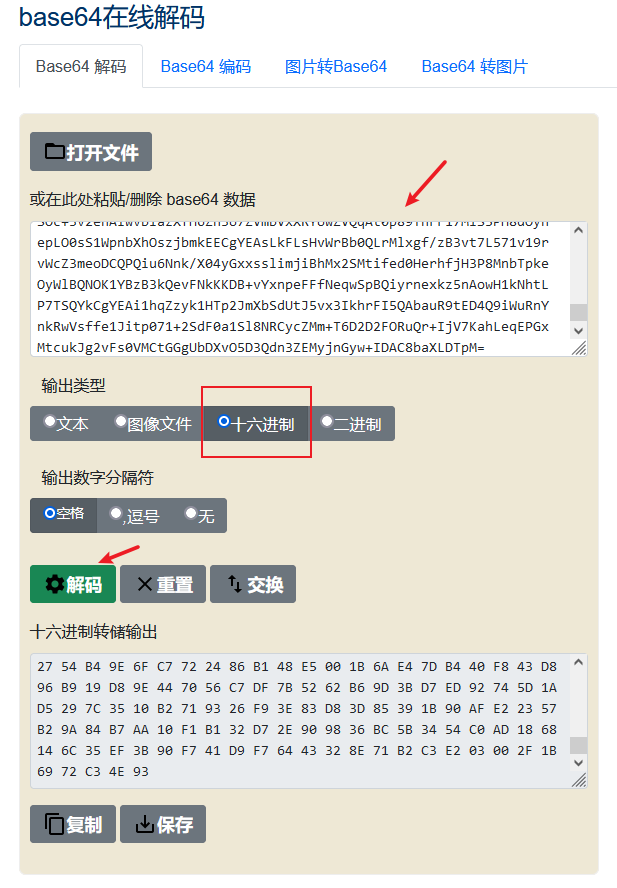 base64在线解码
Base64 解码
Base64 编码
图片转Base64
Base64 转图片
打开文件
或在此处粘贴/删除 base64 数据
epLO0sS1WpnbXhOszjbmkEECgYEAsLkFLsHvWrBb0QLrMlxgf/zB3vt7L571v19r
vWcZ3meoDCQPQiu6Nnk/X04yGxxsslimjiBhMx2SMtifed0HerhfjH3P8MnbTpke
OyWlBQNOK1YBzB3kQevFNkKKDB+vYxnpeFFfNeqwSpBQiyrnexkz5nAowH1kNhtL
P7TSQYkCgYEAi1hqZzyk1HTp2JmXbSdUtJ5vx3IkhrFI5QAbauR9tED4Q9iWuRnY
nkRwVsffe1Jitp071+2SdF0a1Sl8NRCycZMm+T6D2D2FORuQr+IjV7KahLeqEPGx
MtcukJg2vFs0VMCtGGgUbDXvO5D3Qdn3ZEMyjnGyw+IDAC8baXLDTpM=
输出类型
文本
图像文件
十六进制
二进制
输出数字分隔符
空格
,逗号
无
解码
重置
交换
十六进制转储输出
27 54 B4 9E 6F C7 72 24 86 B1 48 E5 00 1B 6A E4 7D B4 40 F8 43 D8
96 B9 19 D8 9E 44 70 56 C7 DF 7B 52 62 B6 9D 3B D7 ED 92 74 5D 1A
D5 29 7C 35 10 B2 71 93 26 F9 3E 83 D8 3D 85 39 1B 90 AF E2 23 57
B2 9A 84 B7 AA 10 F1 B1 32 D7 2E 90 98 36 BC 5B 34 54 C0 AD 18 68
14 6C 35 EF 3B 90 F7 41 D9 F7 64 43 32 8E 71 B2 C3 E2 03 00 2F 1B
69 72 C3 4E 93
复制
保存